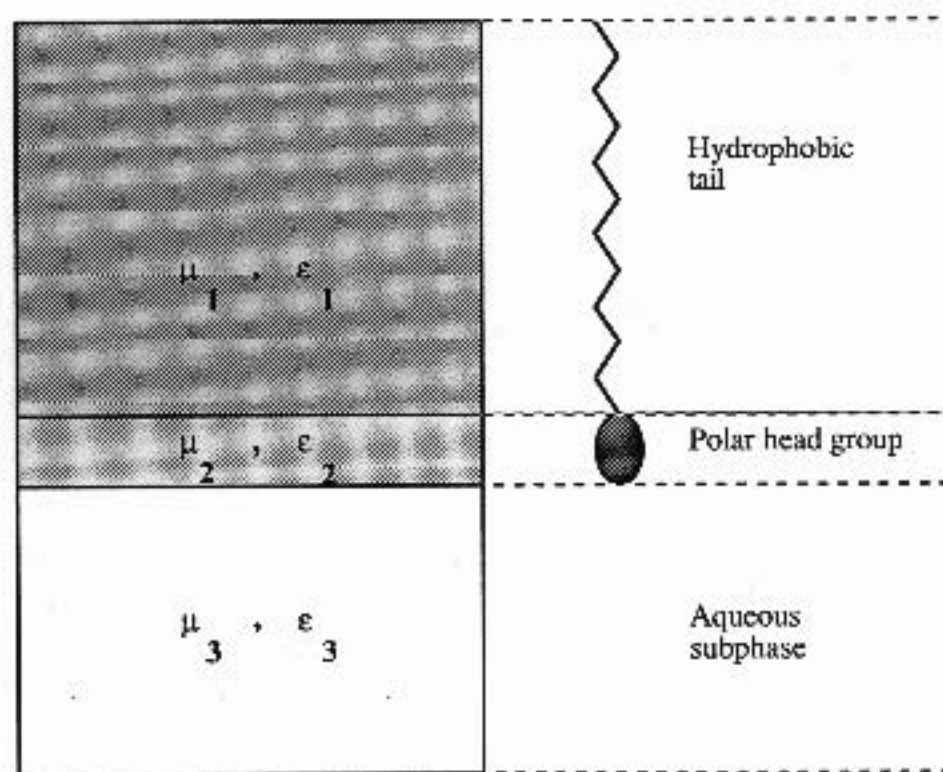 μ1 , ε1
Hydrophobic
tail
μ2 , ε2
Polar head group
μ3 , ε3
Aqueous
subphase